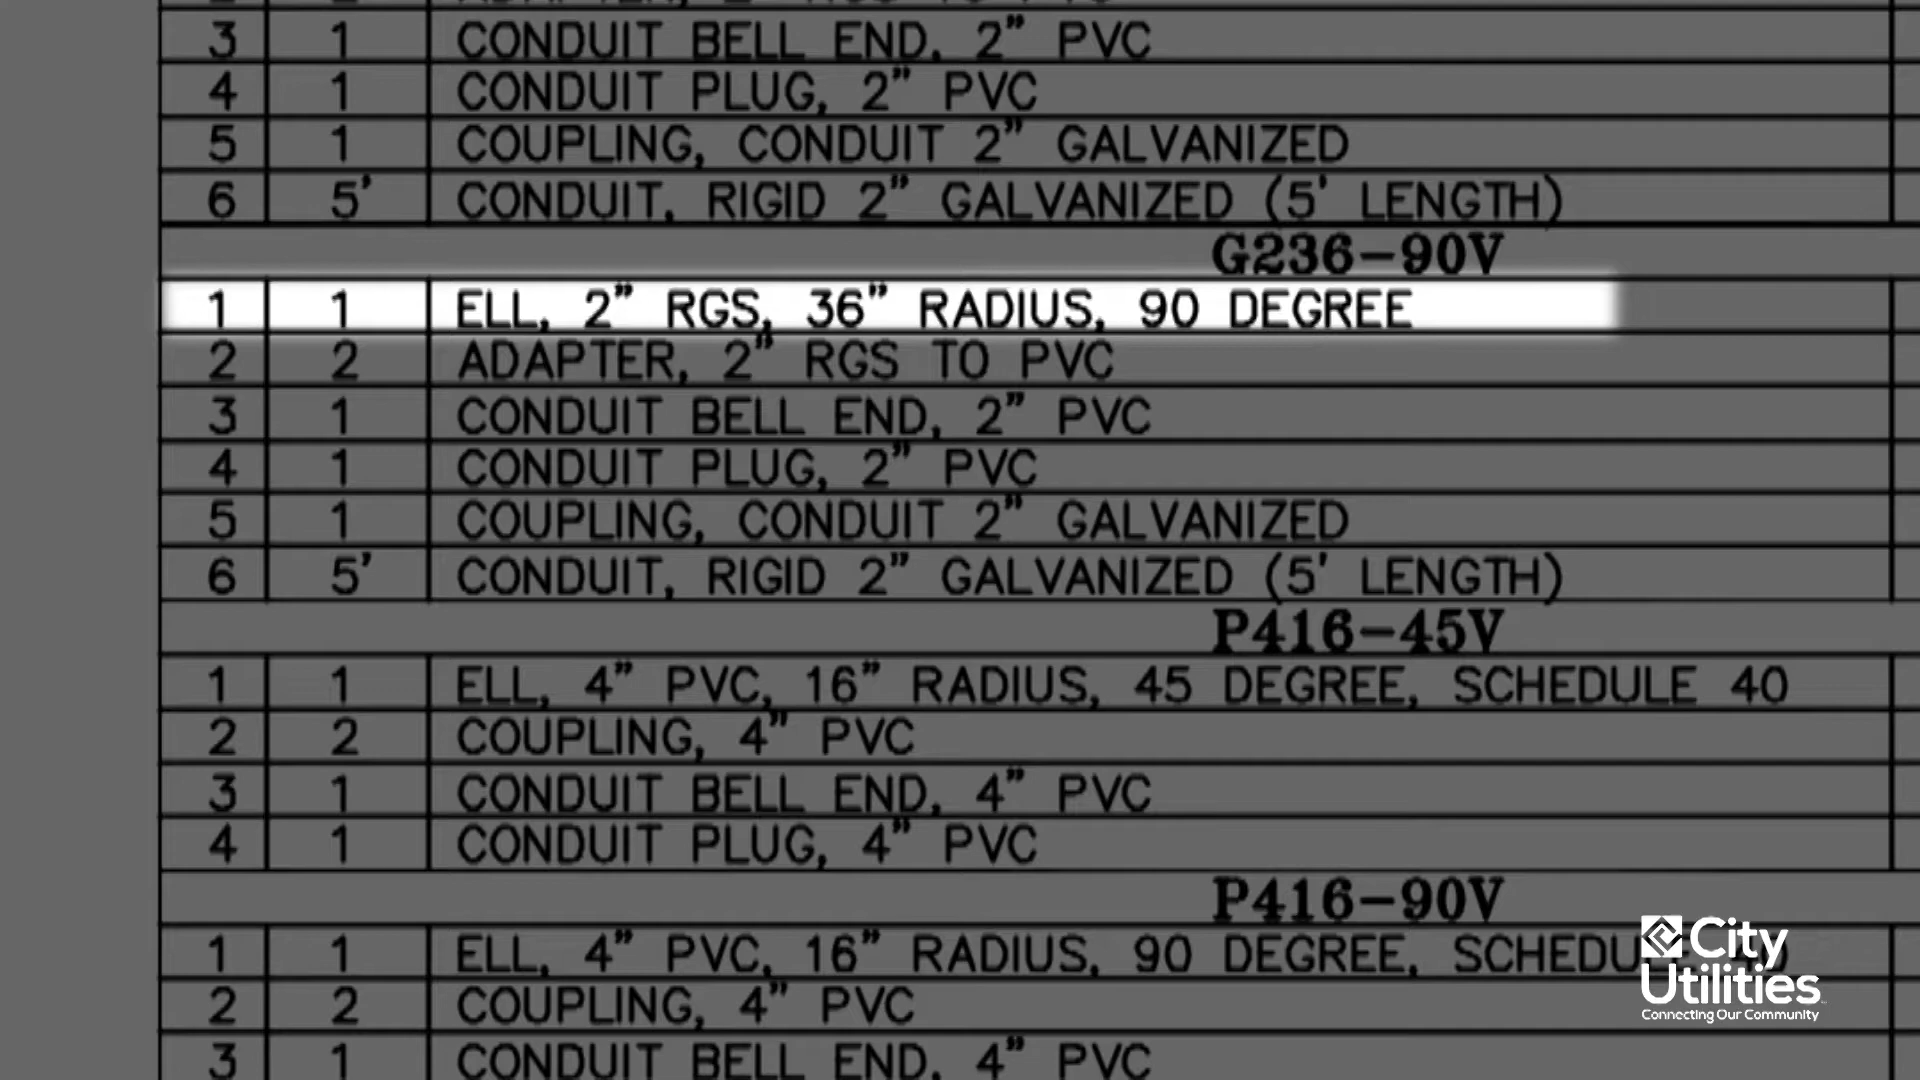 ADAPTER, 2" RGS TO PVC
3 1 CONDUIT BELL END, 2" PVC
4 1 CONDUIT PLUG, 2" PVC
5 1 COUPLING, CONDUIT 2" GALVANIZED
6 5' CONDUIT, RIGID 2" GALVANIZED (5' LENGTH)
G236-90V
1 1 ELL, 2" RGS, 36" RADIUS, 90 DEGREE
2 2 ADAPTER, 2" RGS TO PVC
3 1 CONDUIT BELL END, 2" PVC
4 1 CONDUIT PLUG, 2" PVC
5 1 COUPLING, CONDUIT 2" GALVANIZED
6 5' CONDUIT, RIGID 2" GALVANIZED (5' LENGTH)
P416-45V
1 1 ELL, 4" PVC, 16" RADIUS, 45 DEGREE, SCHEDULE 40
2 2 COUPLING, 4" PVC
3 1 CONDUIT BELL END, 4" PVC
4 1 CONDUIT PLUG, 4" PVC
P416-90V
1 1 ELL, 4" PVC, 16" RADIUS, 90 DEGREE,
2 2 COUPLING, 4" PVC
3 1 CONDUIT BELL END, 4" PVC
City
Utilities
Connecting Our Community